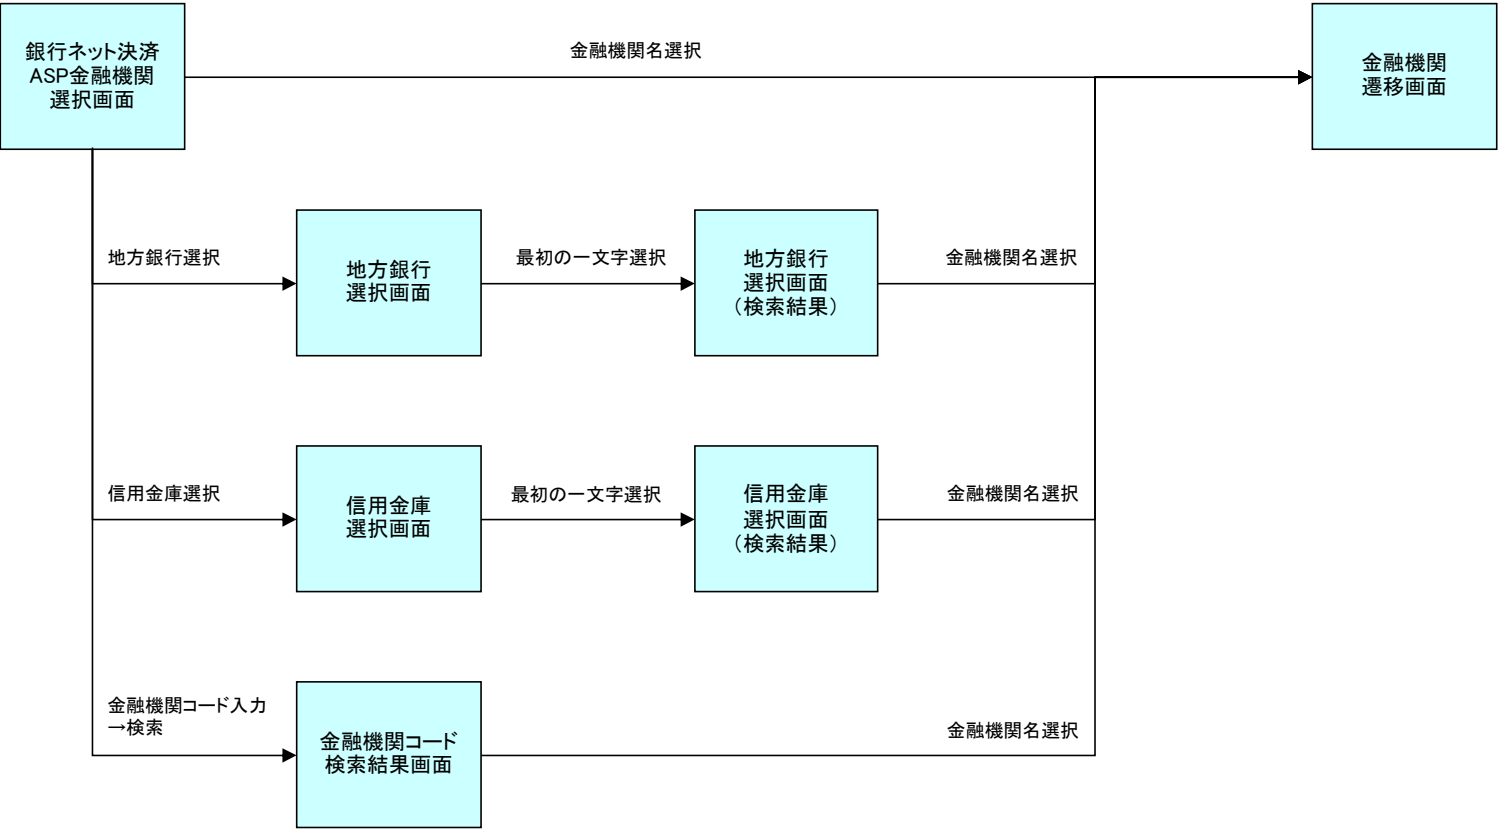 銀行ネット決済
ASP金融機関
選択画面
金融機関名選択
金融機関
遷移画面
地方銀行選択
地方銀行
選択画面
最初の一文字選択
地方銀行
選択画面
（検索結果）
金融機関名選択
信用金庫選択
信用金庫
選択画面
最初の一文字選択
信用金庫
選択画面
（検索結果）
金融機関名選択
金融機関コード入力
→検索
金融機関コード
検索結果画面
金融機関名選択